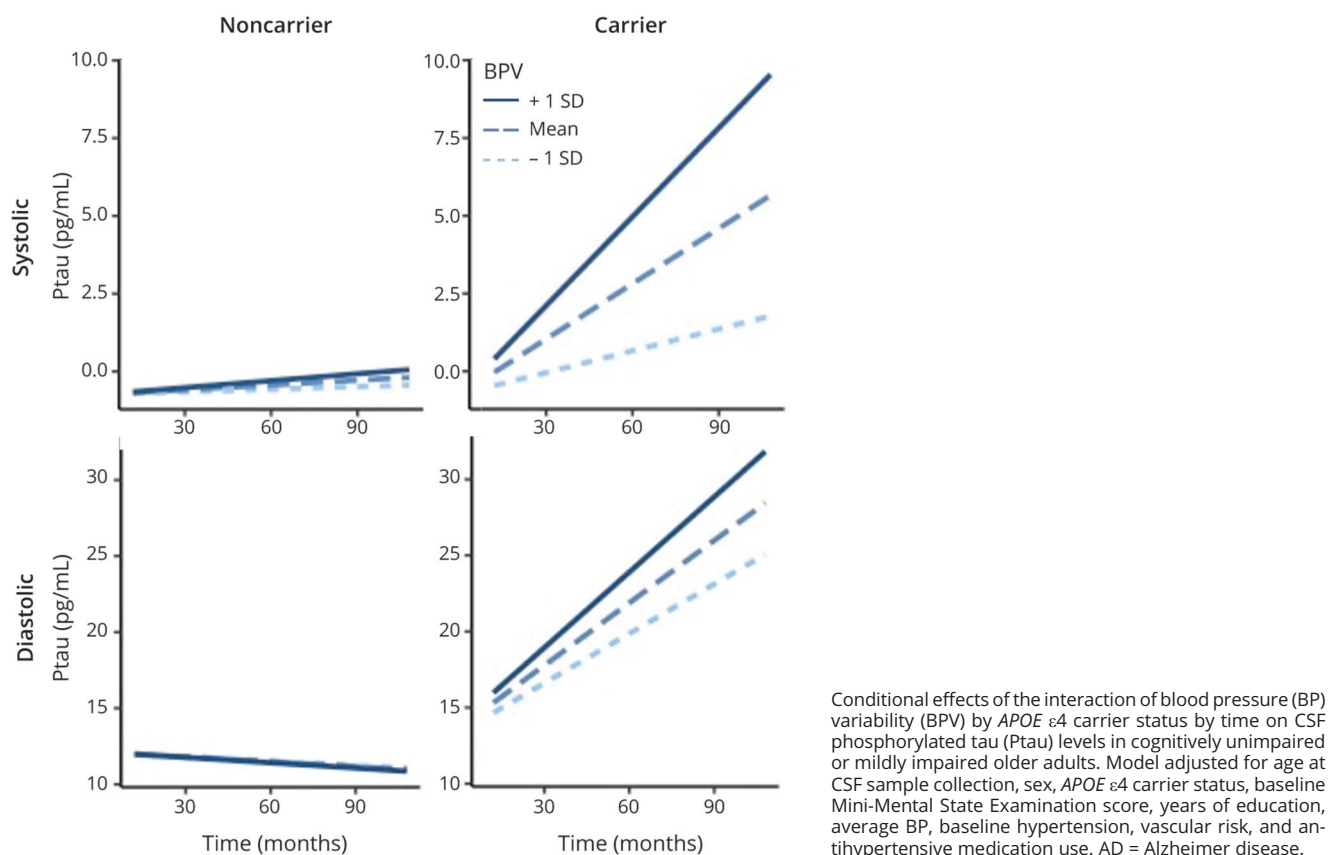 Noncarrier
Carrier
Systolic
Ptau (pg/mL)
10.0
7.5
5.0
2.5
0.0
30
60
90
10.0
7.5
5.0
2.5
0.0
BPV
+ 1 SD
Mean
– 1 SD
30
60
90
Diastolic
Ptau (pg/mL)
30
25
20
15
10
30
60
90
Time (months)
30
25
20
15
10
30
60
90
Time (months)
Conditional effects of the interaction of blood pressure (BP)
variability (BPV) by APOE ε4 carrier status by time on CSF
phosphorylated tau (Ptau) levels in cognitively unimpaired
or mildly impaired older adults. Model adjusted for age at
CSF sample collection, sex, APOE ε4 carrier status, baseline
Mini-Mental State Examination score, years of education,
average BP, baseline hypertension, vascular risk, and an-
tihypertensive medication use. AD = Alzheimer disease.